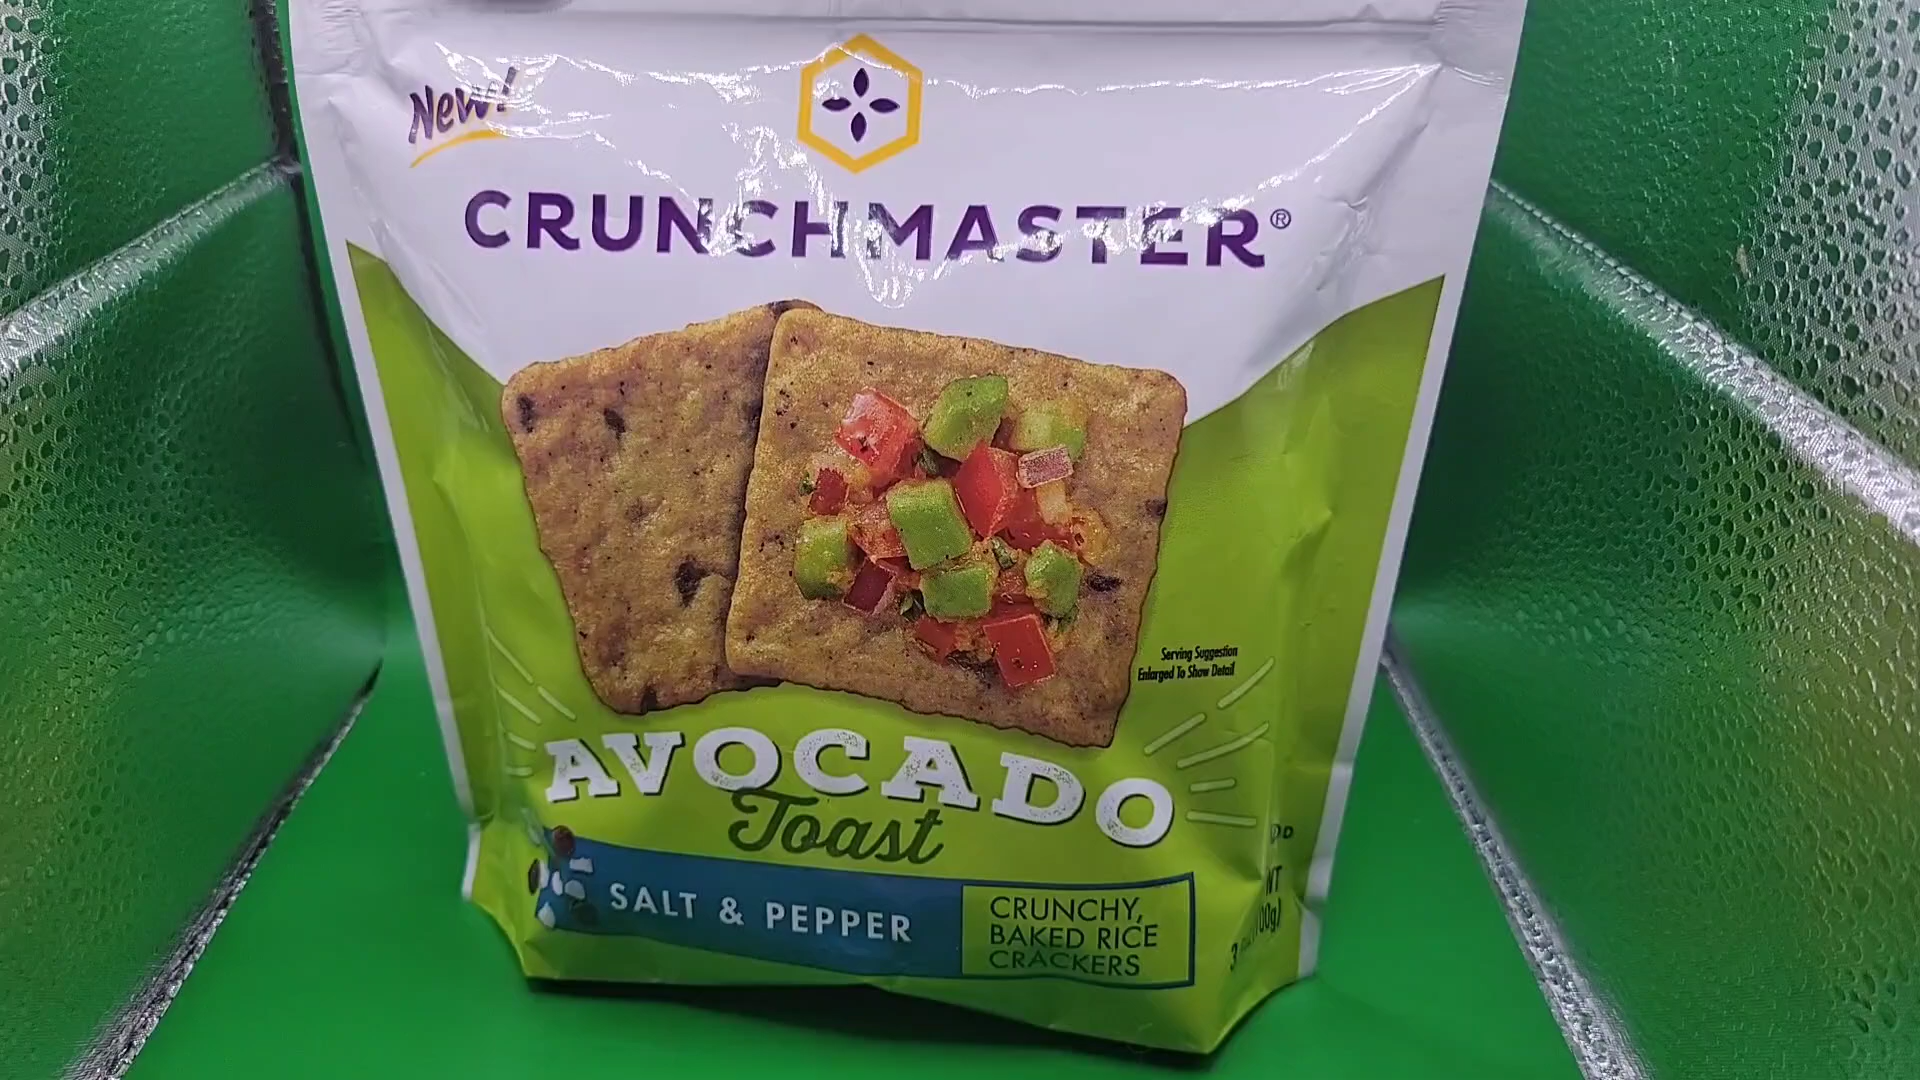 New!
CRUNCHMASTER®
Serving Suggestion
Enlarged To Show Detail
AVOCADO
Toast
SALT & PEPPER
CRUNCHY,
BAKED RICE
CRACKERS